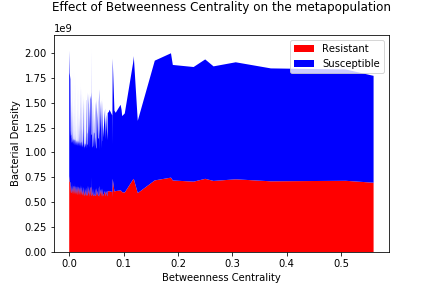 Effect of Betweenness Centrality on the metapopulation
1e9
Resistant
Susceptible
2.00
1.75
1.50
1.25
1.00
0.75
0.50
0.25
0.00
Bacterial Density
0.0 0.1 0.2 0.3 0.4 0.5
Betweenness Centrality